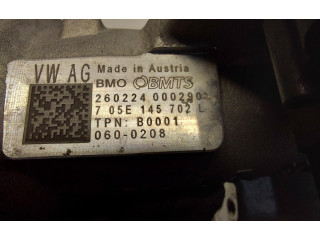 VW AG Made in Austria
BMO BMTS
260224 000290
7 05E 145 702 L
TPN: B0001
060-0208